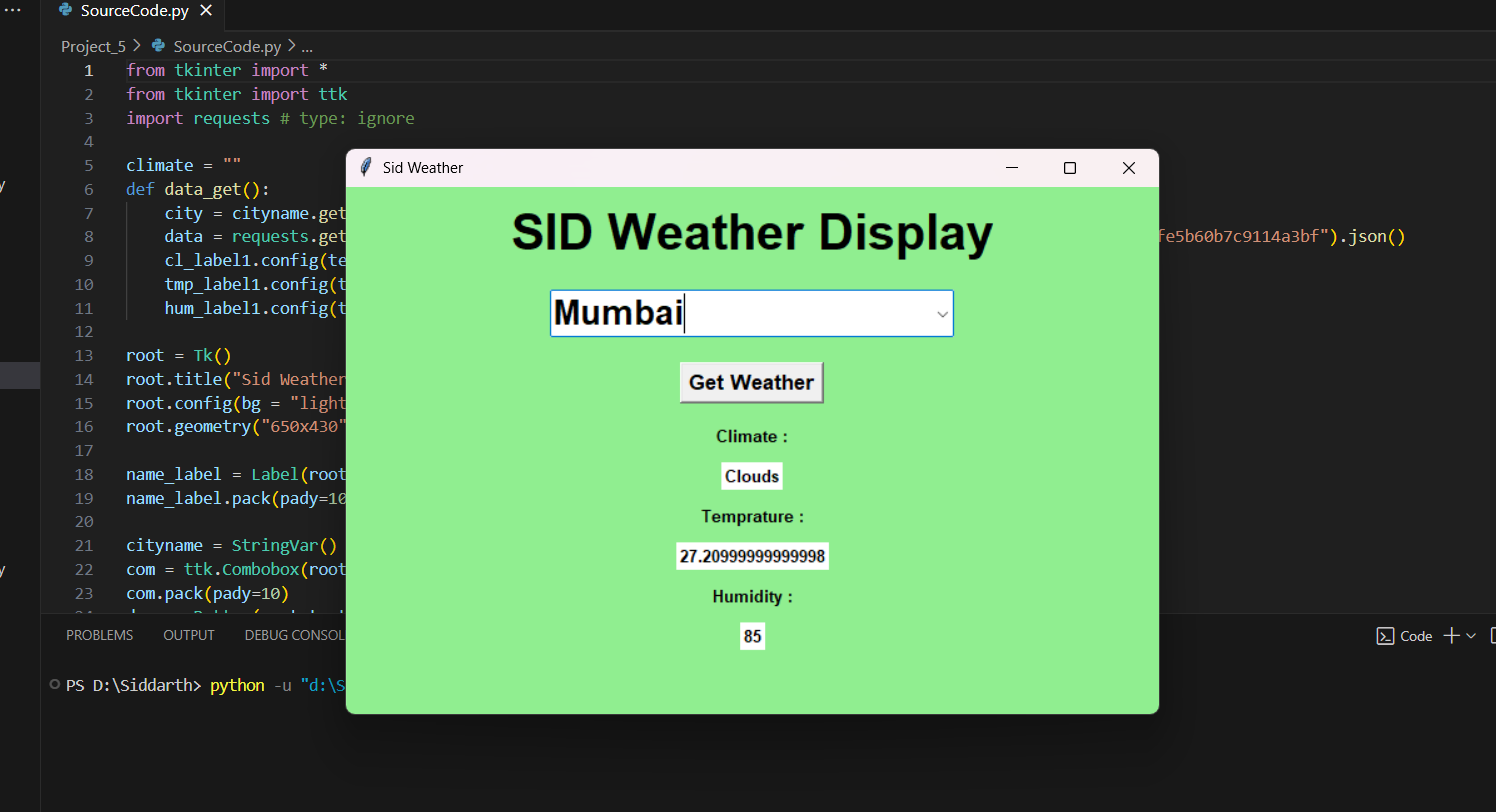 SourceCode.py
Project_5 > SourceCode.py > ...
1 from tkinter import *
2 from tkinter import ttk
3 import requests # type: ignore
4
5 climate = ""
6 def data_get():
7 city = cityname.get
8 data = requests.get fe5b60b7c9114a3bf").json()
9 cl_label1.config(te
10 tmp_label1.config(t
11 hum_label1.config(t
12
13 root = Tk()
14 root.title("Sid Weather
15 root.config(bg = "light
16 root.geometry("650x430"
17
18 name_label = Label(root
19 name_label.pack(pady=10
20
21 cityname = StringVar()
22 com = ttk.Combobox(root
23 com.pack(pady=10)
Sid Weather
SID Weather Display
Mumbai
Get Weather
Climate :
Clouds
Temprature :
27.20999999999998
Humidity :
85
PROBLEMS OUTPUT DEBUG CONSOL
Code
PS D:\Siddarth> python -u "d:\S